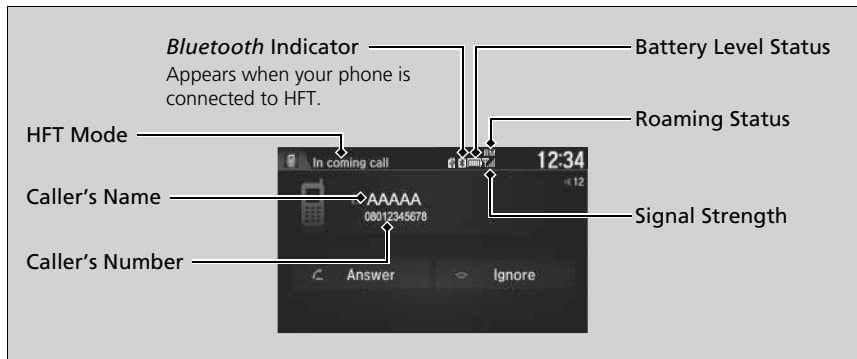 Bluetooth Indicator
Appears when your phone is
connected to HFT.
Battery Level Status
Roaming Status
HFT Mode
In coming call
12:34
12
Caller's Name
AAAAA
08012345678
Signal Strength
Caller's Number
Answer
Ignore